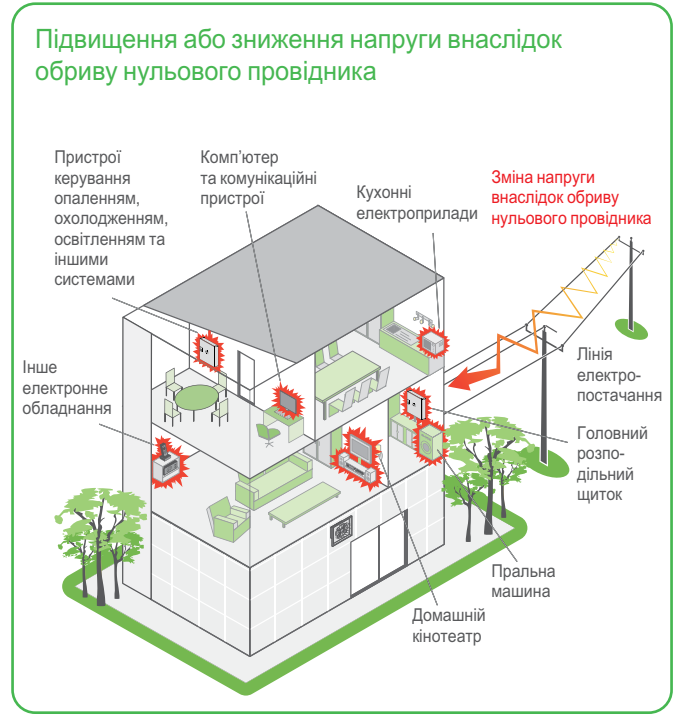 Підвищення або зниження напруги внаслідок
обриву нульового провідника
Пристрої
керування
опаленням,
охолодженням,
освітленням та
іншими
системами
Комп’ютер
та комунікаційні
пристрої
Кухонні
електроприлади
Зміна напруги
внаслідок обриву
нульового провідника
Інше
електронне
обладнання
Лінія
електро-
постачання
Головний
розпо-
дільний
щиток
Пральна
машина
Домашній
кінотеатр